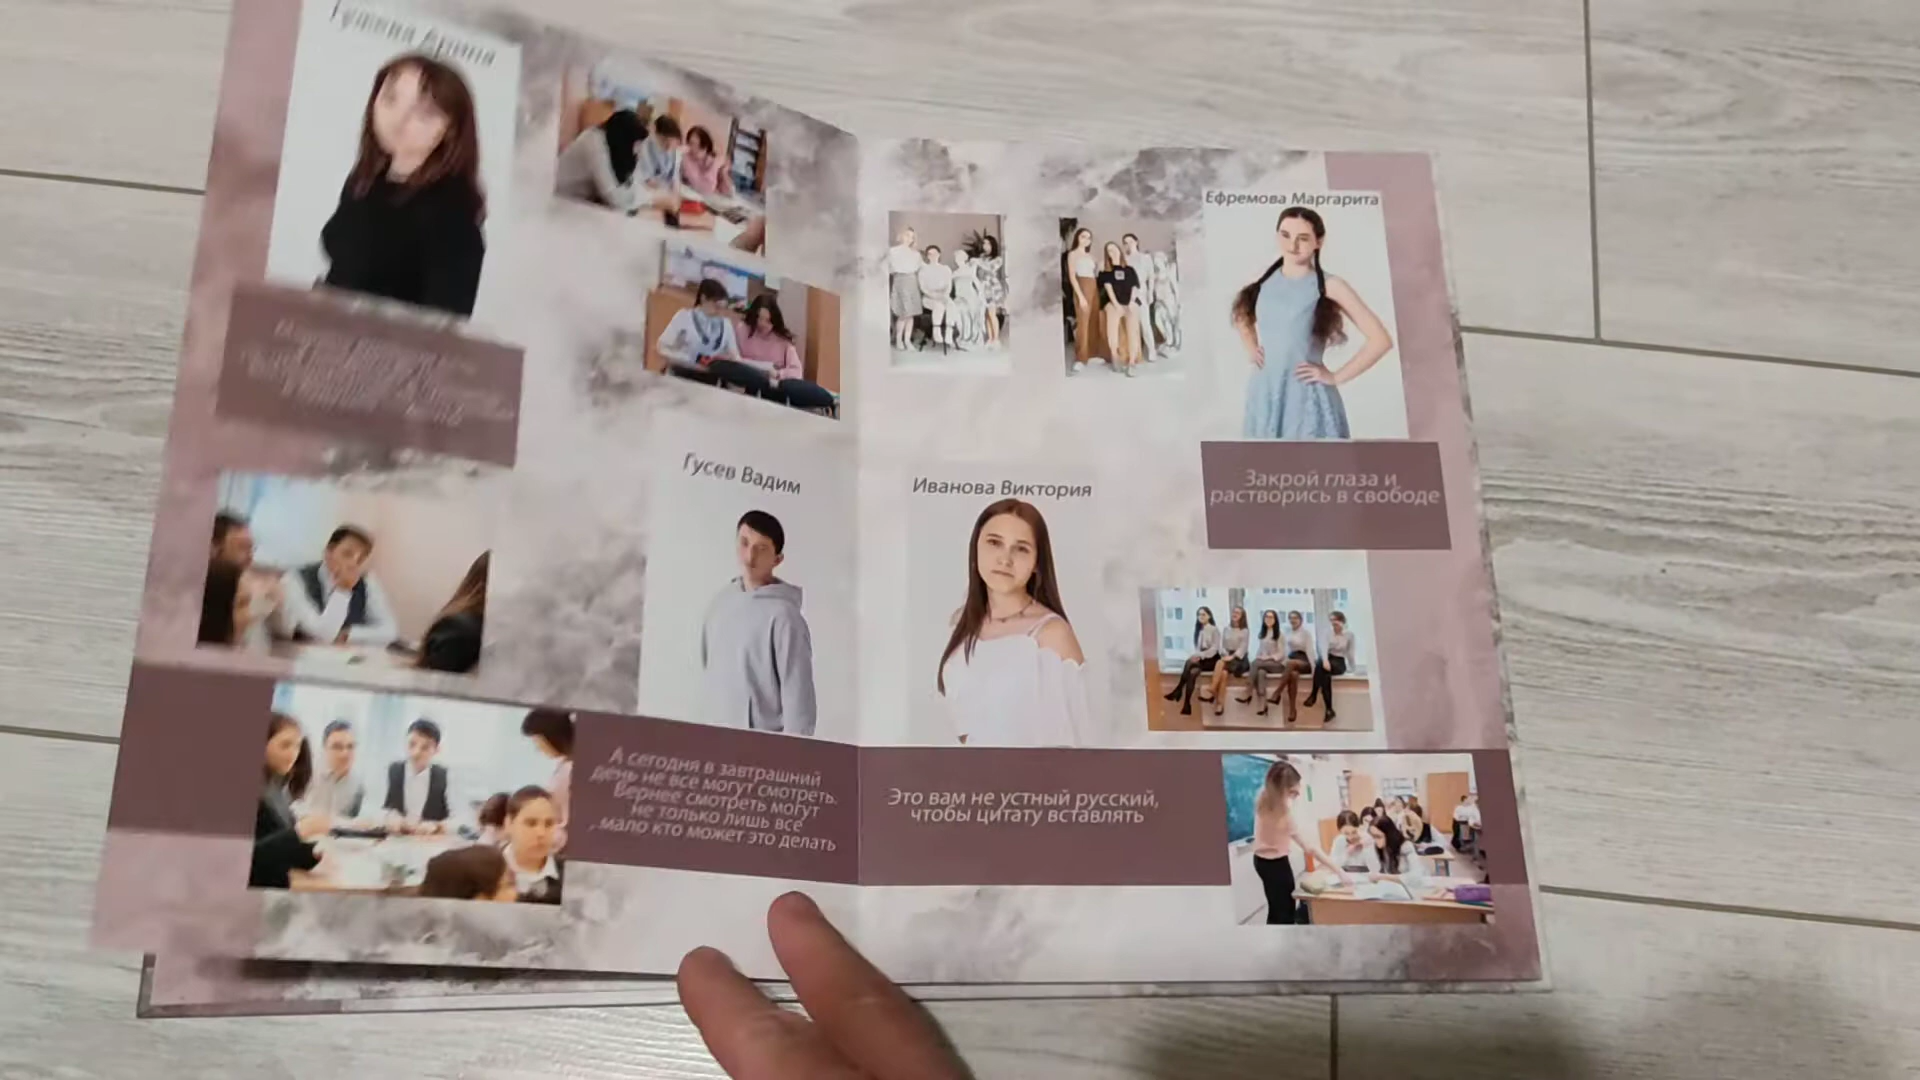 Арина
Гусев Вадим
А сегодня в завтрашний
день не все могут смотреть.
Вернее смотреть могут
не только лишь все
, мало кто может это делать
Ефремова Маргарита
Закрой глаза и
растворись в свободе
Иванова Виктория
Это вам не устный русский,
чтобы цитату вставлять